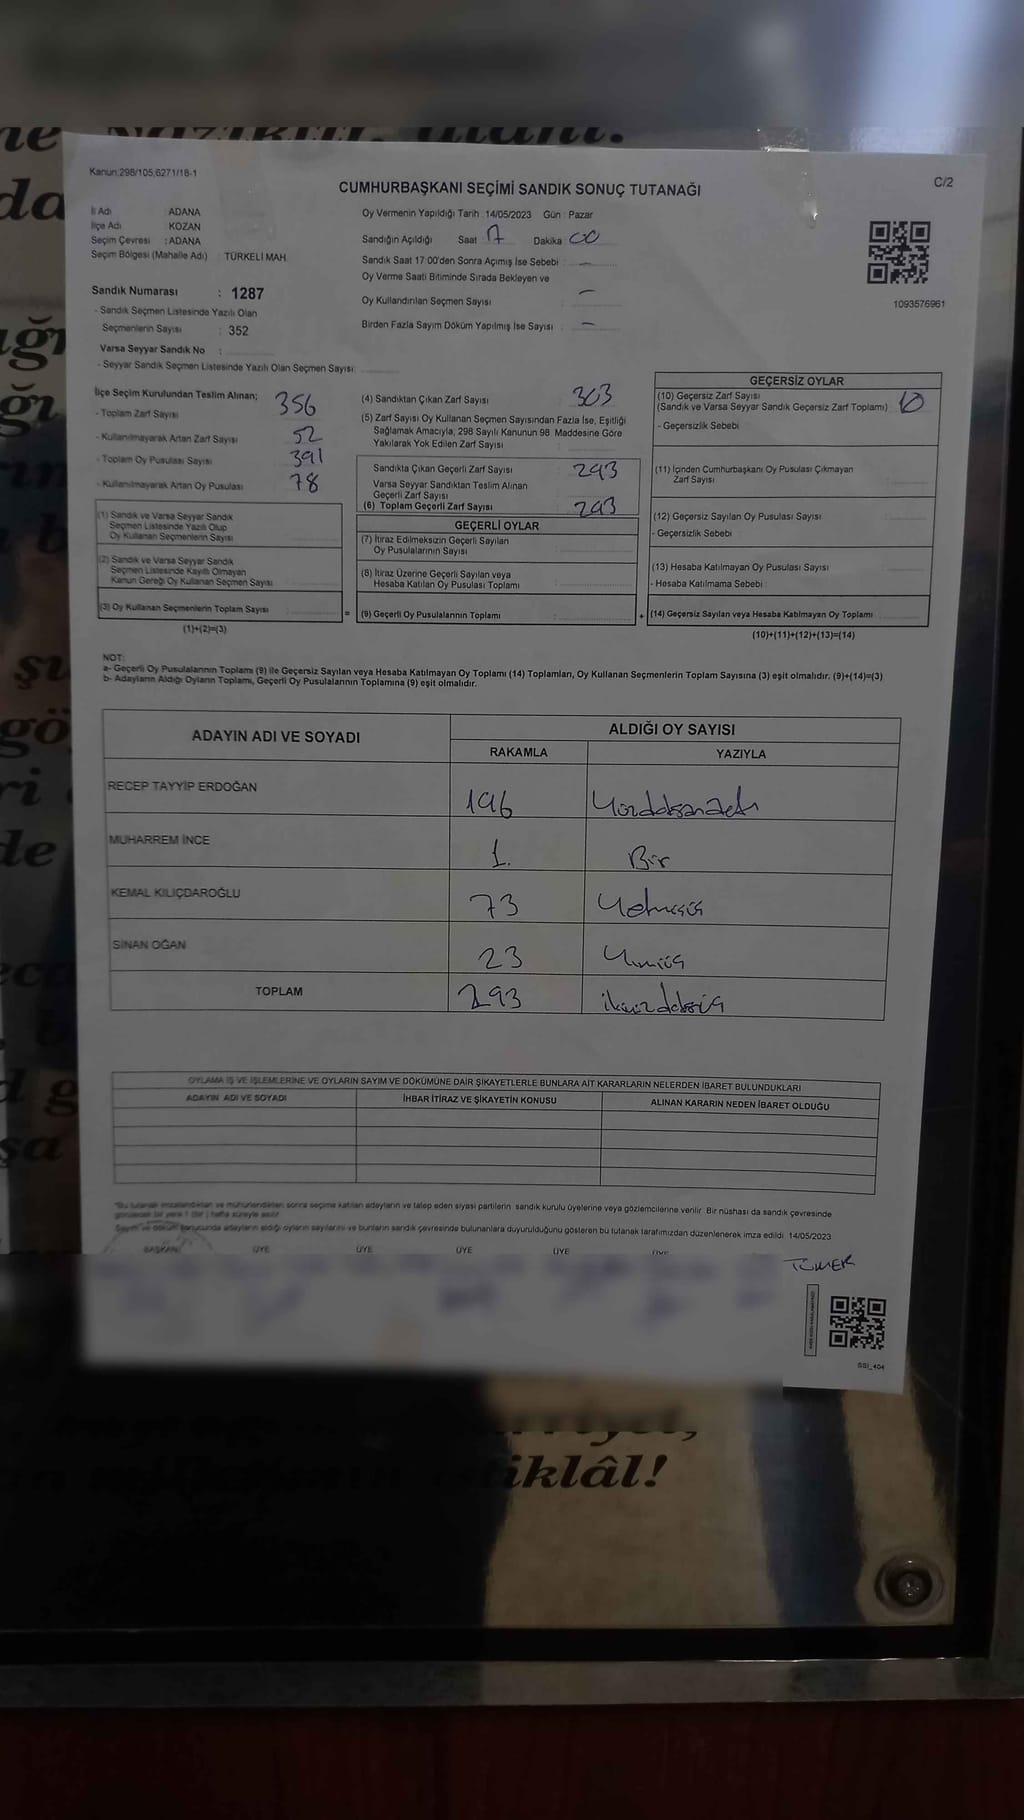 Kanun:298/105,6271/18-1
CUMHURBAŞKANI SEÇİMİ SANDIK SONUÇ TUTANAĞI
C/2
İl Adı : ADANA
İlçe Adı : KOZAN
Seçim Çevresi : ADANA
Seçim Bölgesi (Mahalle Adı) : TÜRKELİ MAH.
Sandık Numarası : 1287
- Sandık Seçmen Listesinde Yazılı Olan
Seçmenlerin Sayısı : 352
Varsa Seyyar Sandık No :
- Seyyar Sandık Seçmen Listesinde Yazılı Olan Seçmen Sayısı:
Oy Vermenin Yapıldığı Tarih 14/05/2023 Gün : Pazar
Sandığın Açıldığı Saat 17 Dakika 00
Sandık Saat 17:00'den Sonra Açımış İse Sebebi : —
Oy Verme Saati Bitiminde Sırada Bekleyen ve
Oy Kullandırılan Seçmen Sayısı : —
Birden Fazla Sayım Döküm Yapılmış İse Sayısı : —
1093576961
İlçe Seçim Kurulundan Teslim Alınan;
- Toplam Zarf Sayısı 356
- Kullanılmayarak Artan Zarf Sayısı 52
- Toplam Oy Pusulası Sayısı 391
- Kullanılmayarak Artan Oy Pusulası 78
(1) Sandık ve Varsa Seyyar Sandık
Seçmen Listesinde Yazılı Olup
Oy Kullanan Seçmenlerin Sayısı
(2) Sandık ve Varsa Seyyar Sandık
Seçmen Listesinde Kayıtlı Olmayan
Kanun Gereği Oy Kullanan Seçmen Sayısı
(3) Oy Kullanan Seçmenlerin Toplam Sayısı
(1)+(2)=(3)
(4) Sandıktan Çıkan Zarf Sayısı 303
(5) Zarf Sayısı Oy Kullanan Seçmen Sayısından Fazla İse, Eşitliği
Sağlamak Amacıyla, 298 Sayılı Kanunun 98. Maddesine Göre
Yakılarak Yok Edilen Zarf Sayısı
Sandıkta Çıkan Geçerli Zarf Sayısı 293
Varsa Seyyar Sandıktan Teslim Alınan
Geçerli Zarf Sayısı
(6) Toplam Geçerli Zarf Sayısı 293
GEÇERLİ OYLAR
(7) İtiraz Edilmeksizin Geçerli Sayılan
Oy Pusulalarının Sayısı
(8) İtiraz Üzerine Geçerli Sayılan veya
Hesaba Katılan Oy Pusulası Toplamı
= (9) Geçerli Oy Pusulalarının Toplamı
GEÇERSİZ OYLAR
(10) Geçersiz Zarf Sayısı
(Sandık ve Varsa Seyyar Sandık Geçersiz Zarf Toplamı) 10
- Geçersizlik Sebebi
(11) İçinden Cumhurbaşkanı Oy Pusulası Çıkmayan
Zarf Sayısı
(12) Geçersiz Sayılan Oy Pusulası Sayısı
- Geçersizlik Sebebi
(13) Hesaba Katılmayan Oy Pusulası Sayısı
- Hesaba Katılmama Sebebi
+ (14) Geçersiz Sayılan veya Hesaba Katılmayan Oy Toplamı
(10)+(11)+(12)+(13)=(14)
NOT:
a- Geçerli Oy Pusulalarının Toplamı (9) ile Geçersiz Sayılan veya Hesaba Katılmayan Oy Toplamı (14) Toplamları, Oy Kullanan Seçmenlerin Toplam Sayısına (3) eşit olmalıdır. (9)+(14)=(3)
b- Adayların Aldığı Oyların Toplamı, Geçerli Oy Pusulalarının Toplamına (9) eşit olmalıdır.
ADAYIN ADI VE SOYADI
ALDIĞI OY SAYISI
RAKAMLA YAZIYLA
RECEP TAYYİP ERDOĞAN 196 Yüzdoksanaltı
MUHARREM İNCE 1. Bir
KEMAL KILIÇDAROĞLU 73 Yetmişüç
SİNAN OĞAN 23 Yirmiüç
TOPLAM 293 ikiyüzdoksanüç
OYLAMA İŞ VE İŞLEMLERİNE VE OYLARIN SAYIM VE DÖKÜMÜNE DAİR ŞİKAYETLERLE BUNLARA AİT KARARLARIN NELERDEN İBARET BULUNDUKLARI
ADAYIN ADI VE SOYADI İHBAR İTİRAZ VE ŞİKAYETİN KONUSU ALINAN KARARIN NEDEN İBARET OLDUĞU
*Bu tutanak imzalandıktan ve mühürlendikten sonra seçime katılan adayların ve talep eden siyasi partilerin sandık kurulu üyelerine veya gözlemcilerine verilir. Bir nüshası da sandık çevresinde
görülecek bir yere 1 (bir) hafta süreyle asılır.
Sayım ve döküm sonucunda adayların aldığı oyların sayılarını ve bunların sandık çevresinde bulunanlara duyurulduğunu gösteren bu tutanak tarafımızdan düzenlenerek imza edildi 14/05/2023
BAŞKAN ÜYE ÜYE ÜYE ÜYE ÜYE
TÜMER
SSI_404
iklâl!